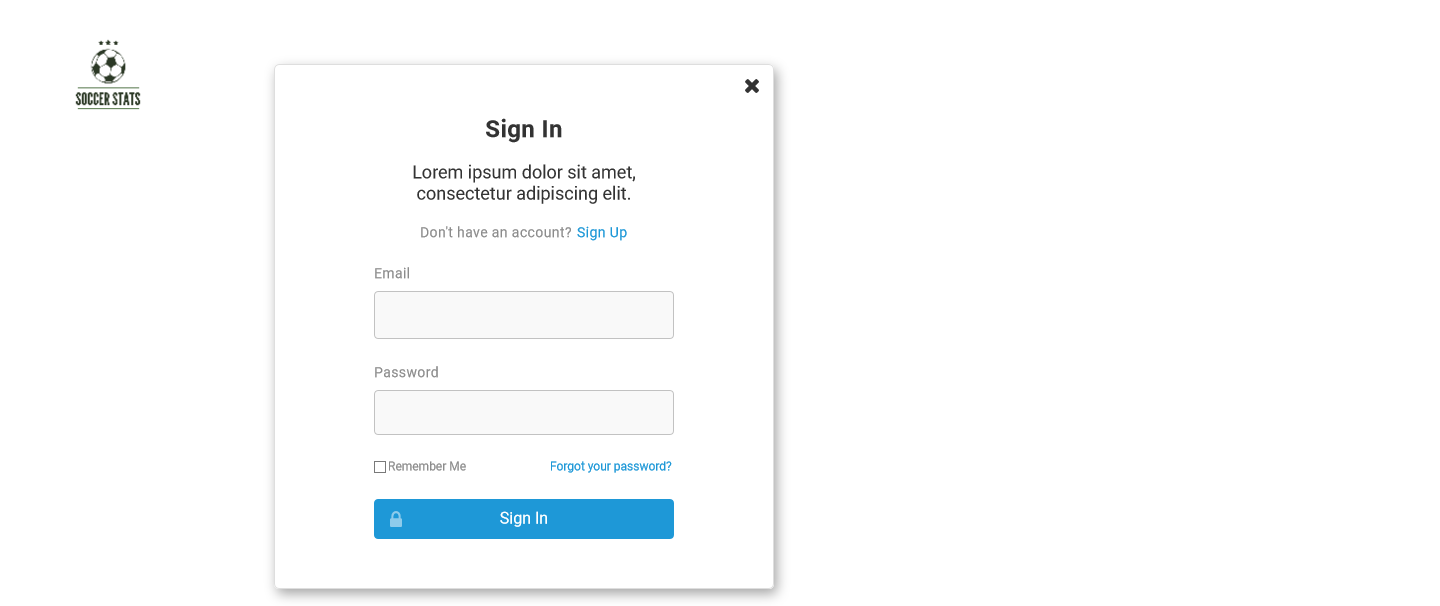 SOCCER STATS
Sign In
Lorem ipsum dolor sit amet,
consectetur adipiscing elit.
Don't have an account? Sign Up
Email
Password
Remember Me Forgot your password?
Sign In